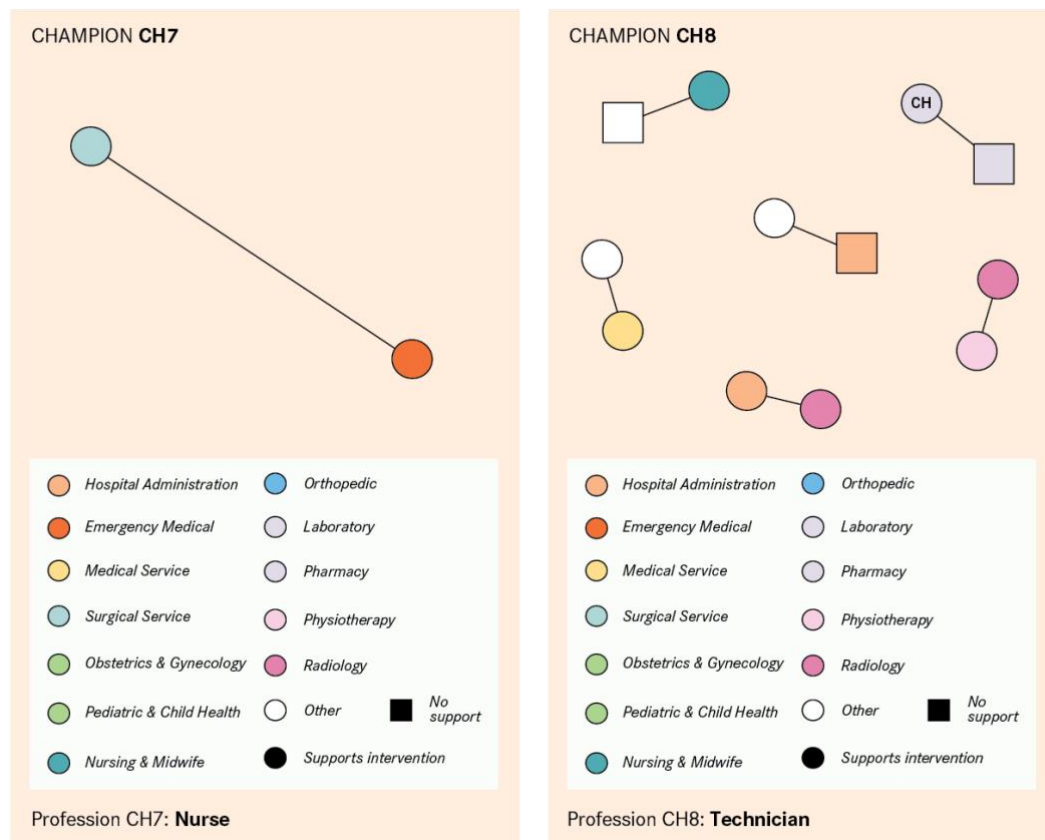 CHAMPION CH7
Hospital Administration
Emergency Medical
Medical Service
Surgical Service
Obstetrics & Gynecology
Pediatric & Child Health
Nursing & Midwife
Orthopedic
Laboratory
Pharmacy
Physiotherapy
Radiology
Other
No
support
Supports intervention
Profession CH7: Nurse
CHAMPION CH8
CH
Hospital Administration
Emergency Medical
Medical Service
Surgical Service
Obstetrics & Gynecology
Pediatric & Child Health
Nursing & Midwife
Orthopedic
Laboratory
Pharmacy
Physiotherapy
Radiology
Other
No
support
Supports intervention
Profession CH8: Technician